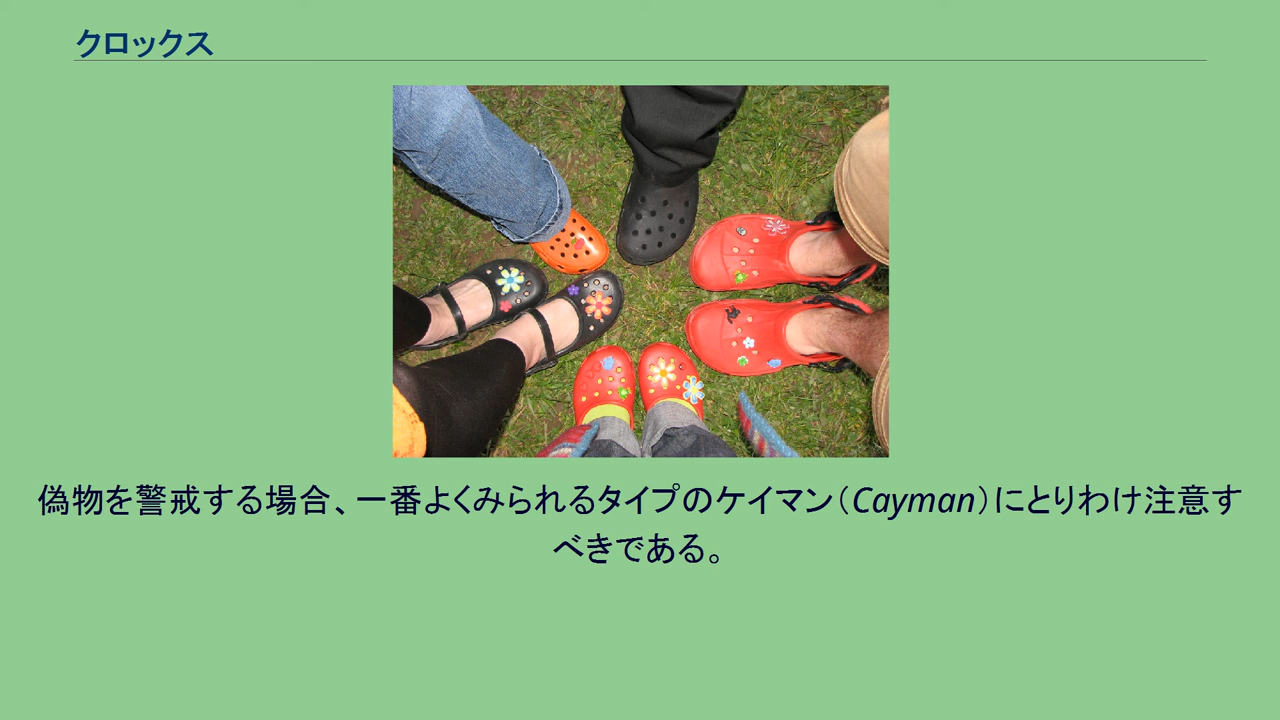 クロックス
偽物を警戒する場合、一番よくみられるタイプのケイマン（Cayman）にとりわけ注意す
べきである。